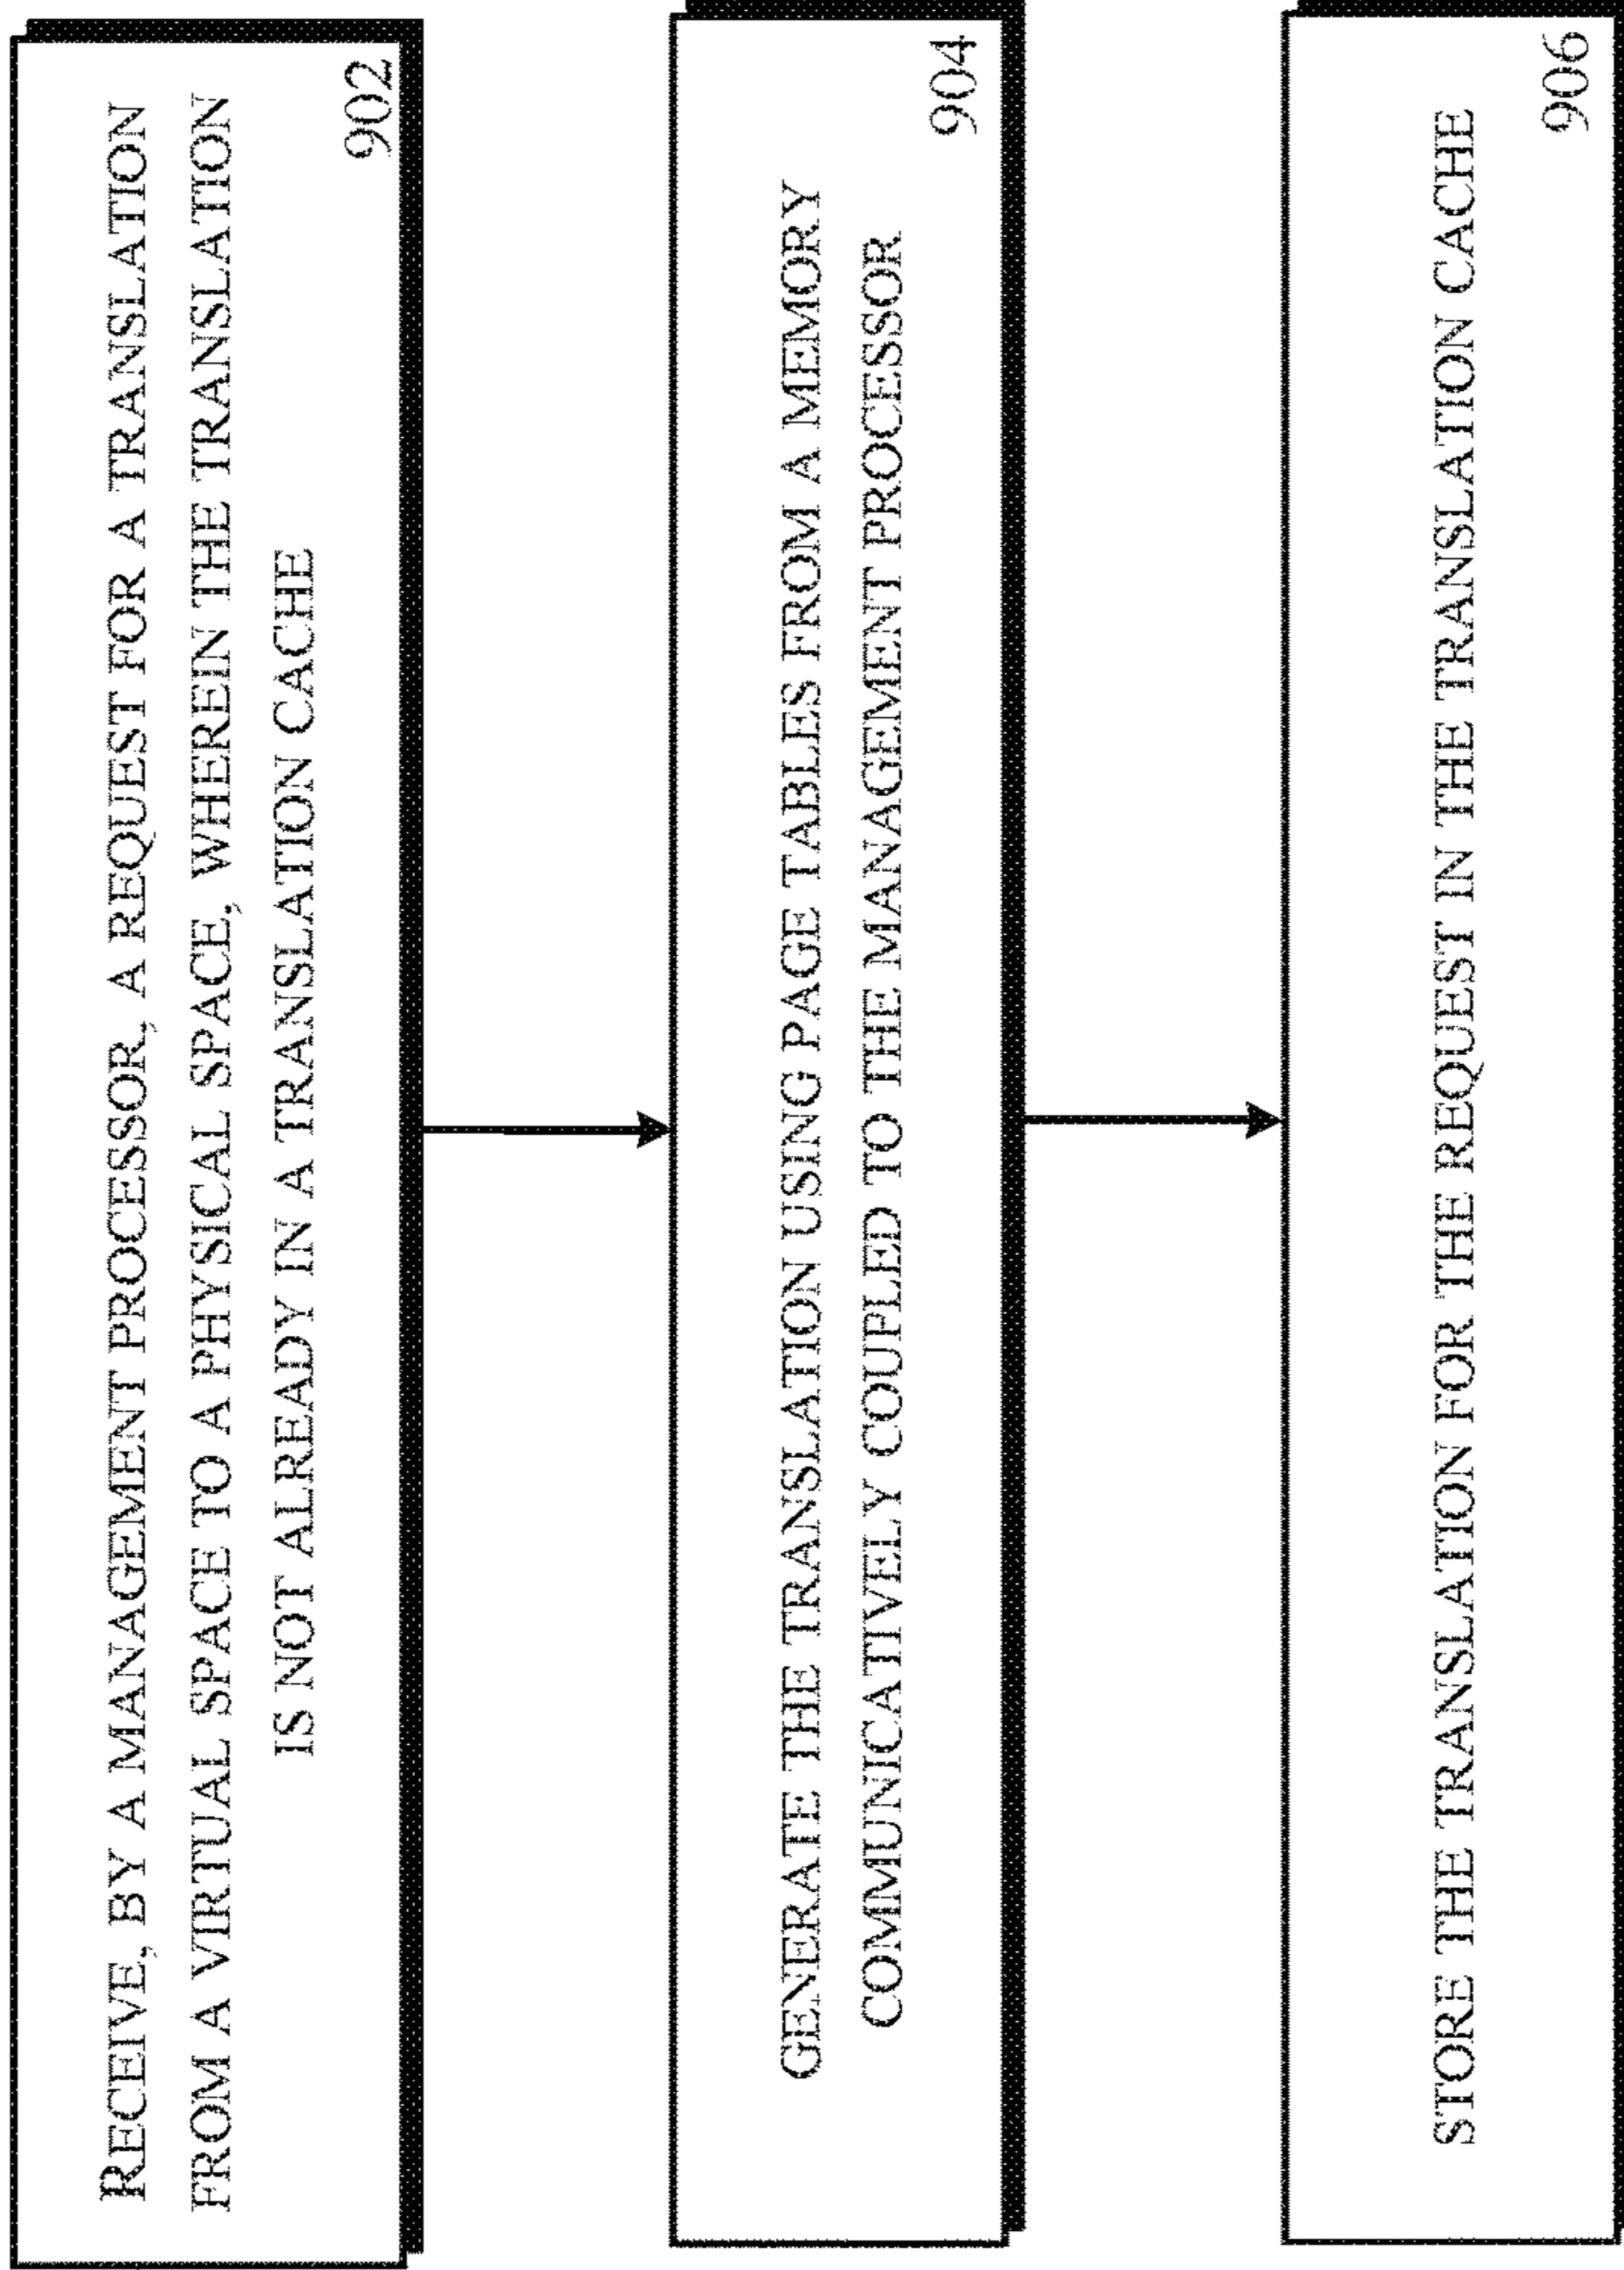 RECEIVE, BY A MANAGEMENT PROCESSOR, A REQUEST FOR A TRANSLATION
FROM A VIRTUAL SPACE TO A PHYSICAL SPACE, WHEREIN THE TRANSLATION
IS NOT ALREADY IN A TRANSLATION CACHE
902
GENERATE THE TRANSLATION USING PAGE TABLES FROM A MEMORY
COMMUNICATIVELY COUPLED TO THE MANAGEMENT PROCESSOR
904
STORE THE TRANSLATION FOR THE REQUEST IN THE TRANSLATION CACHE
906